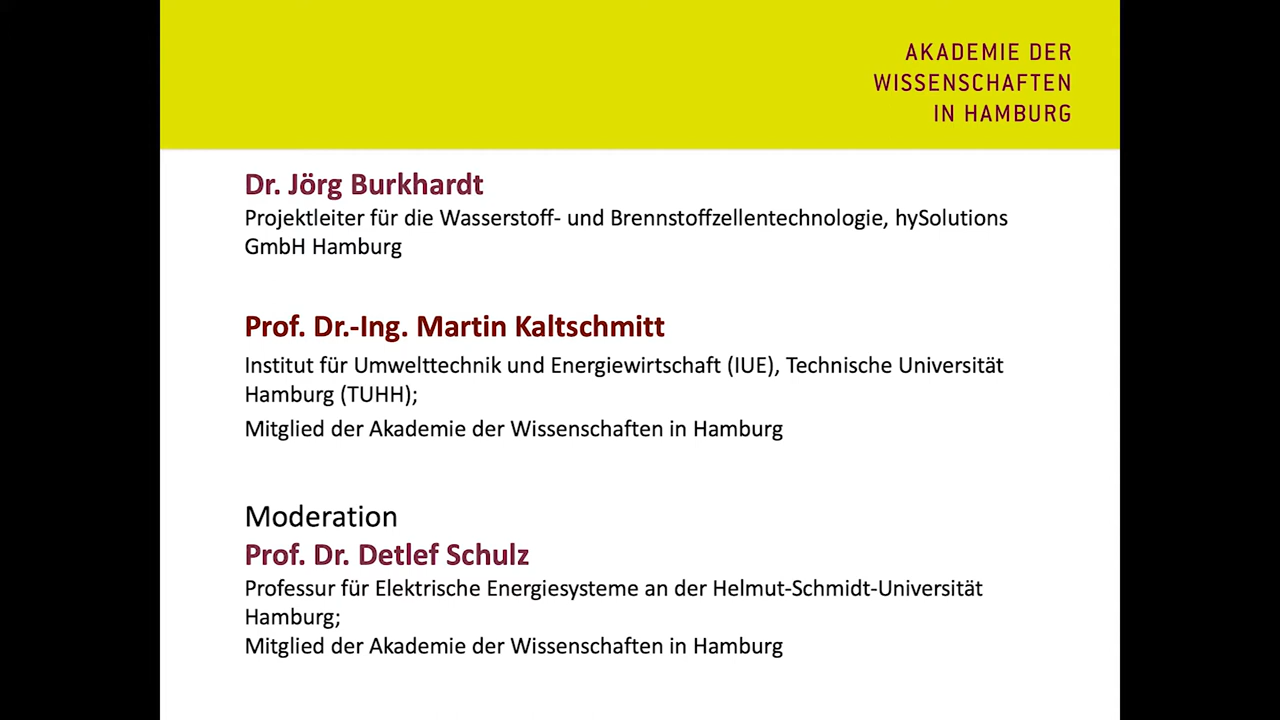 AKADEMIE DER
WISSENSCHAFTEN
IN HAMBURG
Dr. Jörg Burkhardt
Projektleiter für die Wasserstoff- und Brennstoffzellentechnologie, hySolutions
GmbH Hamburg
Prof. Dr.-Ing. Martin Kaltschmitt
Institut für Umwelttechnik und Energiewirtschaft (IUE), Technische Universität
Hamburg (TUHH);
Mitglied der Akademie der Wissenschaften in Hamburg
Moderation
Prof. Dr. Detlef Schulz
Professur für Elektrische Energiesysteme an der Helmut-Schmidt-Universität
Hamburg;
Mitglied der Akademie der Wissenschaften in Hamburg